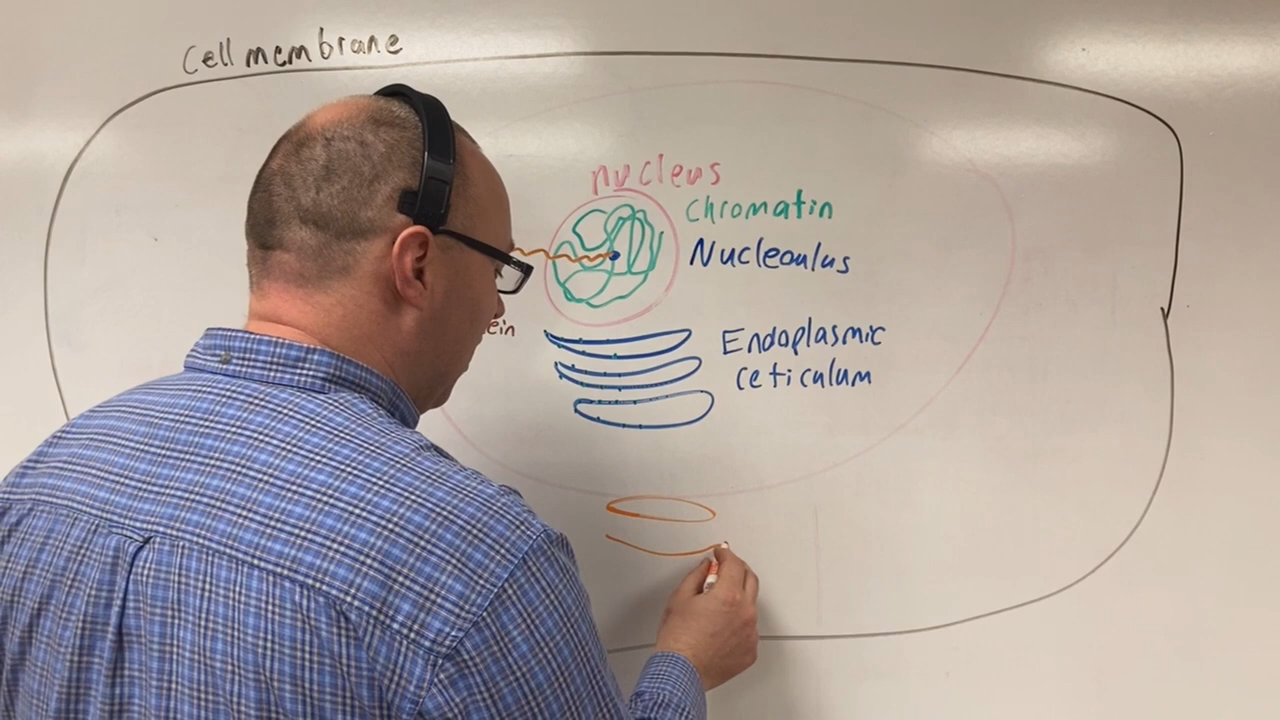 Cell membrane
nucleus
chromatin
Nucleoulus
ein
Endoplasmic
ceticulum